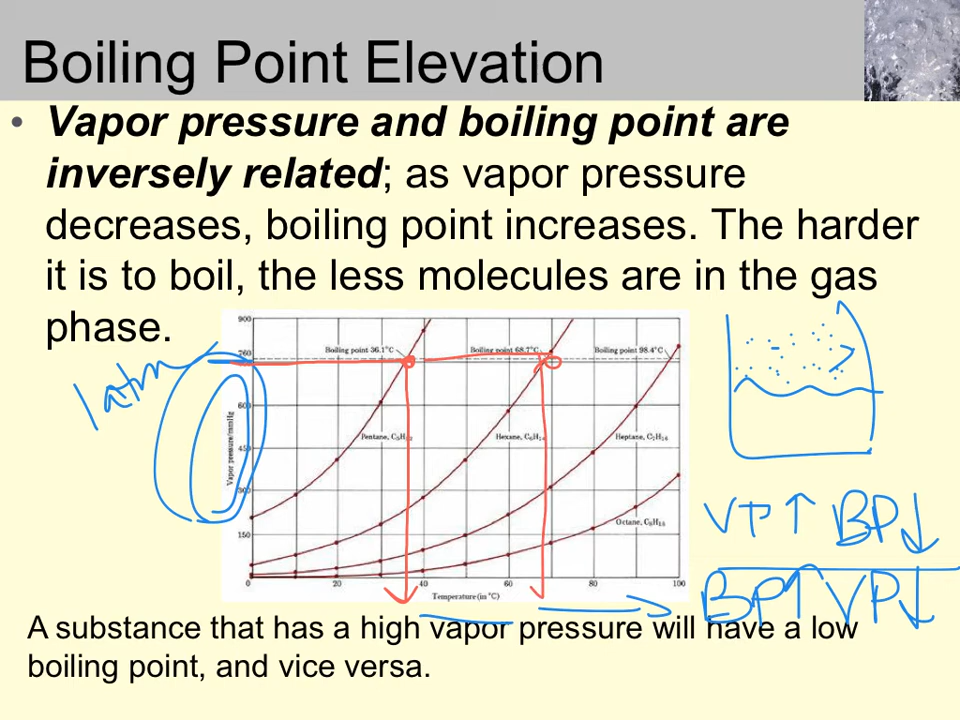 Boiling Point Elevation
• Vapor pressure and boiling point are
inversely related; as vapor pressure
decreases, boiling point increases. The harder
it is to boil, the less molecules are in the gas
phase.
900
760
600
450
300
150
0
Vapor pressure/mmHg
Boiling point 36.1°C
Boiling point 68.7°C
Boiling point 98.4°C
Pentane, C₅H₁₂
Hexane, C₆H₁₄
Heptane, C₇H₁₆
Octane, C₈H₁₈
20
40
60
80
100
Temperature (in °C)
1 atm
VP↑ BP↓
BP↑ VP↓
A substance that has a high vapor pressure will have a low
boiling point, and vice versa.